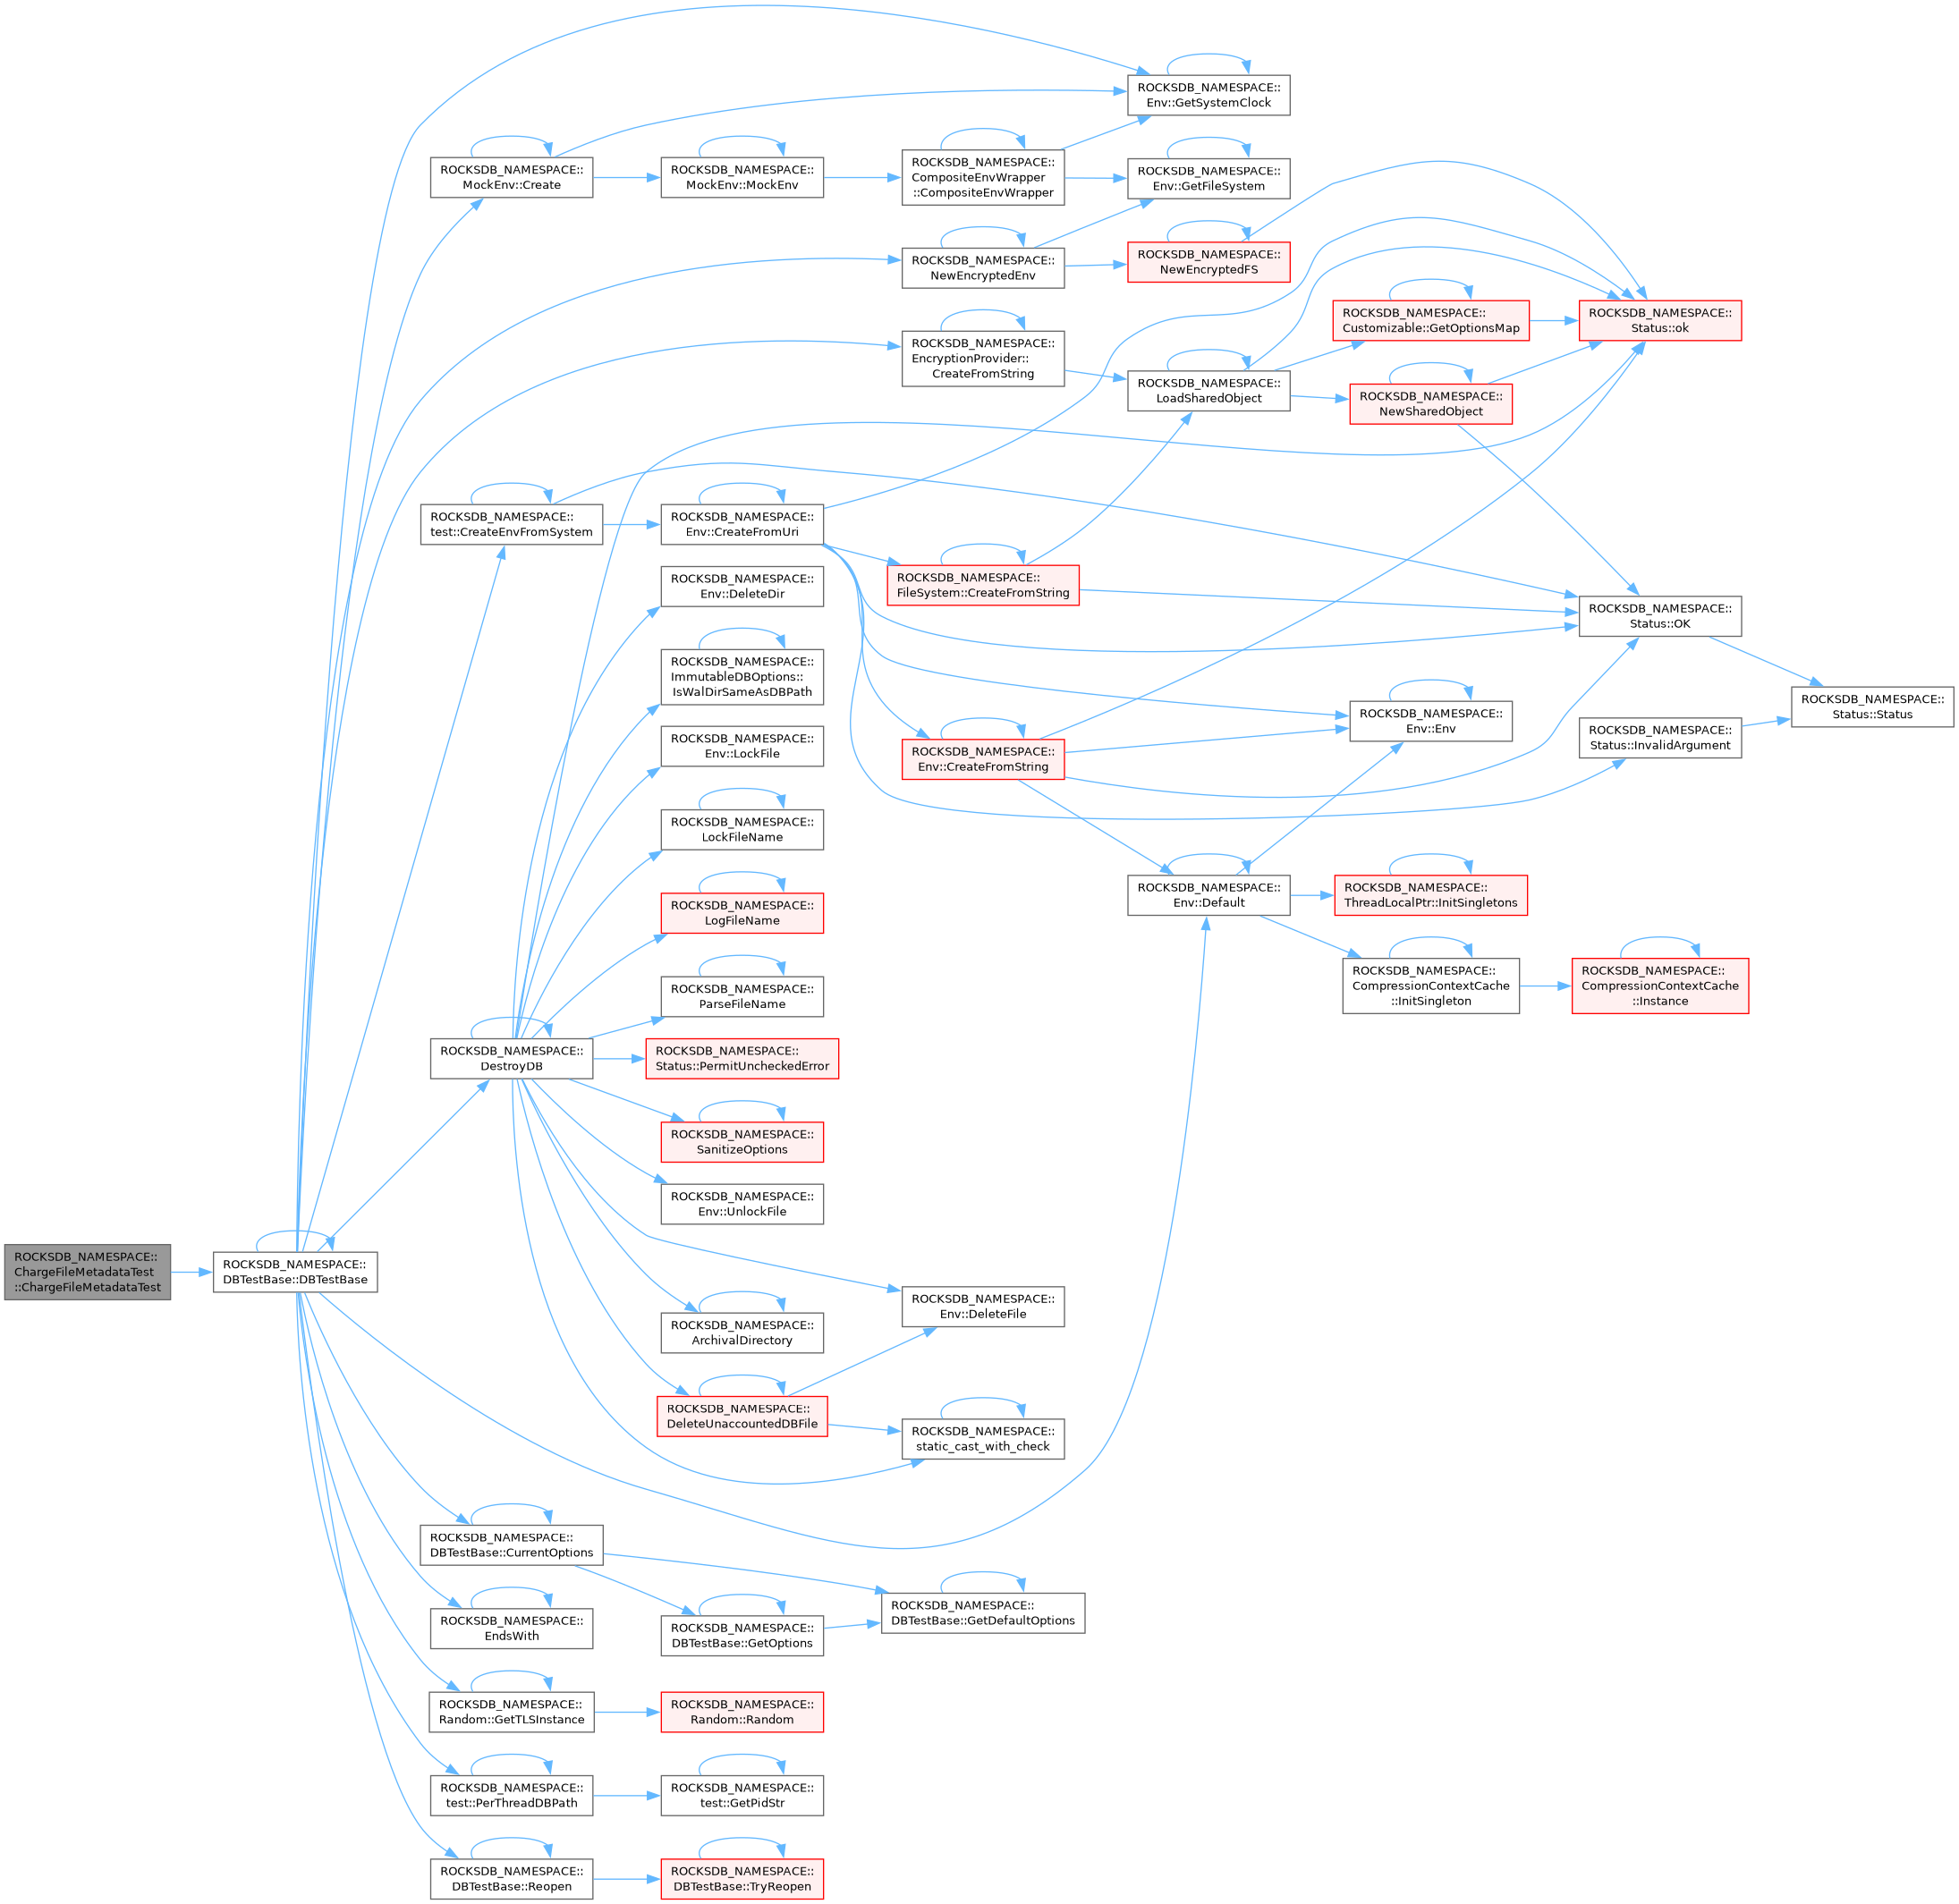 ROCKSDB_NAMESPACE::
ChargeFileMetadataTest
::ChargeFileMetadataTest
ROCKSDB_NAMESPACE::
DBTestBase::DBTestBase
ROCKSDB_NAMESPACE::
MockEnv::Create
ROCKSDB_NAMESPACE::
test::CreateEnvFromSystem
ROCKSDB_NAMESPACE::
DestroyDB
ROCKSDB_NAMESPACE::
DBTestBase::CurrentOptions
ROCKSDB_NAMESPACE::
EndsWith
ROCKSDB_NAMESPACE::
Random::GetTLSInstance
ROCKSDB_NAMESPACE::
test::PerThreadDBPath
ROCKSDB_NAMESPACE::
DBTestBase::Reopen
ROCKSDB_NAMESPACE::
MockEnv::MockEnv
ROCKSDB_NAMESPACE::
Env::CreateFromUri
ROCKSDB_NAMESPACE::
Env::DeleteDir
ROCKSDB_NAMESPACE::
ImmutableDBOptions::
IsWalDirSameAsDBPath
ROCKSDB_NAMESPACE::
Env::LockFile
ROCKSDB_NAMESPACE::
LockFileName
ROCKSDB_NAMESPACE::
LogFileName
ROCKSDB_NAMESPACE::
ParseFileName
ROCKSDB_NAMESPACE::
Status::PermitUncheckedError
ROCKSDB_NAMESPACE::
SanitizeOptions
ROCKSDB_NAMESPACE::
Env::UnlockFile
ROCKSDB_NAMESPACE::
ArchivalDirectory
ROCKSDB_NAMESPACE::
DeleteUnaccountedDBFile
ROCKSDB_NAMESPACE::
DBTestBase::GetOptions
ROCKSDB_NAMESPACE::
Random::Random
ROCKSDB_NAMESPACE::
test::GetPidStr
ROCKSDB_NAMESPACE::
DBTestBase::TryReopen
ROCKSDB_NAMESPACE::
CompositeEnvWrapper
::CompositeEnvWrapper
ROCKSDB_NAMESPACE::
NewEncryptedEnv
ROCKSDB_NAMESPACE::
EncryptionProvider::
CreateFromString
ROCKSDB_NAMESPACE::
FileSystem::CreateFromString
ROCKSDB_NAMESPACE::
Env::CreateFromString
ROCKSDB_NAMESPACE::
Env::DeleteFile
ROCKSDB_NAMESPACE::
static_cast_with_check
ROCKSDB_NAMESPACE::
DBTestBase::GetDefaultOptions
ROCKSDB_NAMESPACE::
Env::GetSystemClock
ROCKSDB_NAMESPACE::
Env::GetFileSystem
ROCKSDB_NAMESPACE::
NewEncryptedFS
ROCKSDB_NAMESPACE::
LoadSharedObject
ROCKSDB_NAMESPACE::
Env::Default
ROCKSDB_NAMESPACE::
Customizable::GetOptionsMap
ROCKSDB_NAMESPACE::
NewSharedObject
ROCKSDB_NAMESPACE::
Env::Env
ROCKSDB_NAMESPACE::
ThreadLocalPtr::InitSingletons
ROCKSDB_NAMESPACE::
CompressionContextCache
::InitSingleton
ROCKSDB_NAMESPACE::
Status::ok
ROCKSDB_NAMESPACE::
Status::OK
ROCKSDB_NAMESPACE::
Status::InvalidArgument
ROCKSDB_NAMESPACE::
CompressionContextCache
::Instance
ROCKSDB_NAMESPACE::
Status::Status